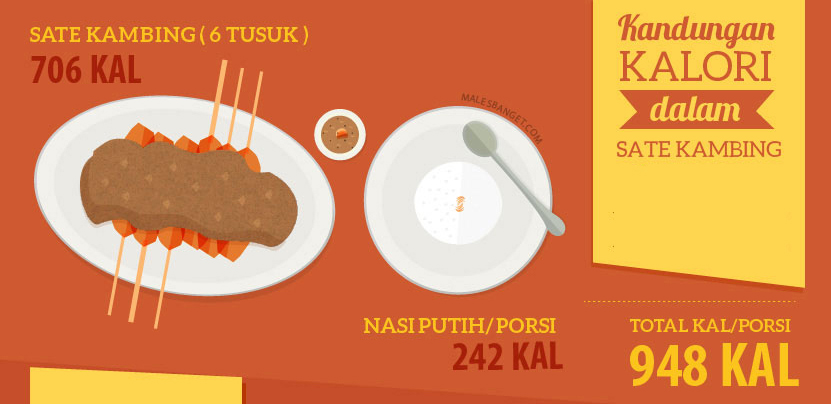 SATE KAMBING ( 6 TUSUK )
706 KAL
MALESBANGET.COM
Kandungan
KALORI
dalam
SATE KAMBING
NASI PUTIH/PORSI
242 KAL
TOTAL KAL/PORSI
948 KAL